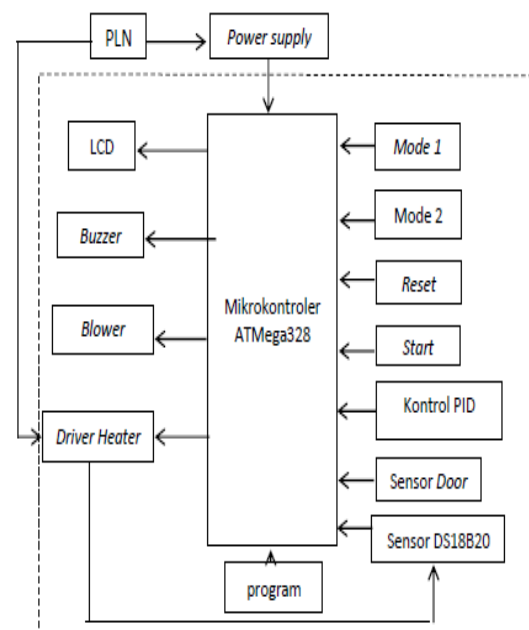 PLN
Power supply
LCD
Mode 1
Buzzer
Mode 2
Reset
Mikrokontroler
ATMega328
Blower
Start
Kontrol PID
Driver Heater
Sensor Door
Sensor DS18B20
program